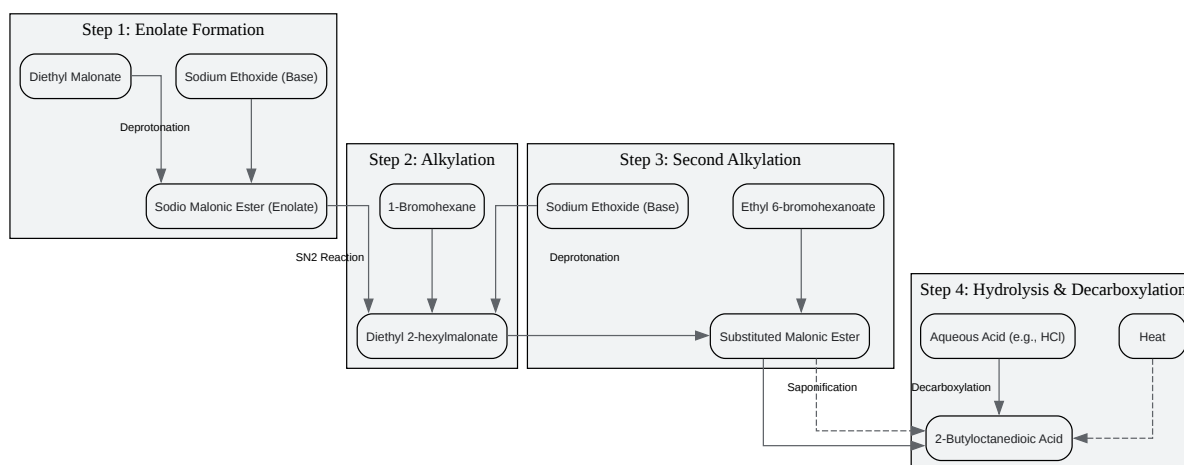 Step 1: Enolate Formation
Diethyl Malonate
Sodium Ethoxide (Base)
Deprotonation
Sodio Malonic Ester (Enolate)
Step 2: Alkylation
1-Bromohexane
SN2 Reaction
Diethyl 2-hexylmalonate
Step 3: Second Alkylation
Sodium Ethoxide (Base)
Ethyl 6-bromohexanoate
Deprotonation
Substituted Malonic Ester
Saponification
Step 4: Hydrolysis & Decarboxylation
Aqueous Acid (e.g., HCl)
Heat
Decarboxylation
2-Butyloctanedioic Acid